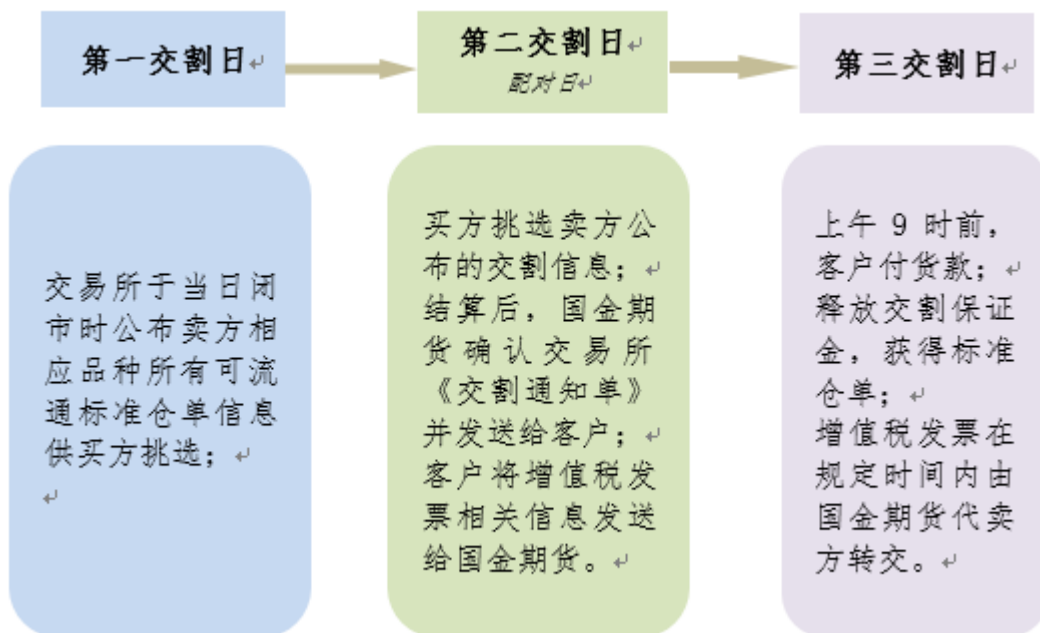 第一交割日
第二交割日
配对日
第三交割日
交易所于当日闭
市时公布卖方相
应品种所有可流
通标准仓单信息
供买方挑选；
买方挑选卖方公
布的交割信息；
结算后，国金期
货确认交易所
《交割通知单》
并发送给客户；
客户将增值税发
票相关信息发送
给国金期货。
上午 9 时前，
客户付货款；
释放交割保证
金，获得标准
仓单；
增值税发票在
规定时间内由
国金期货代卖
方转交。